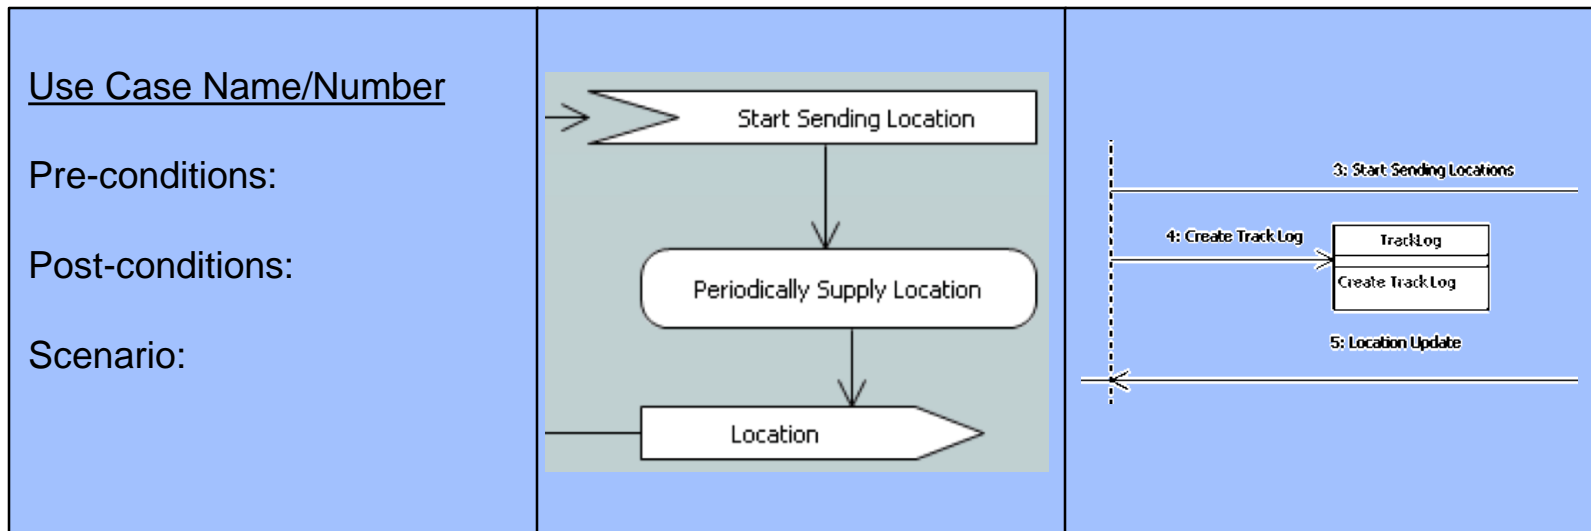 Use Case Name/Number
Pre-conditions:
Post-conditions:
Scenario:
Start Sending Location
Periodically Supply Location
Location
3: Start Sending Locations
4: Create Track Log
TrackLog
Create Track Log
5: Location Update